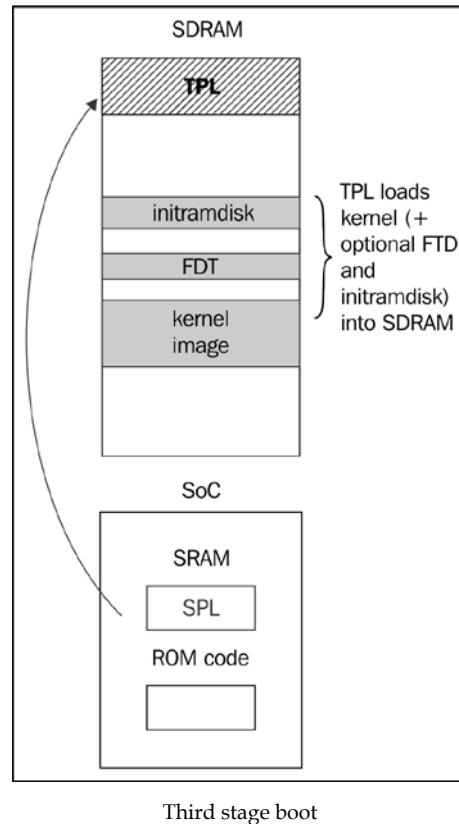 SDRAM
TPL
initramdisk
FDT
kernel
image
TPL loads
kernel (+
optional FTD
and
initramdisk)
into SDRAM
SoC
SRAM
SPL
ROM code
Third stage boot